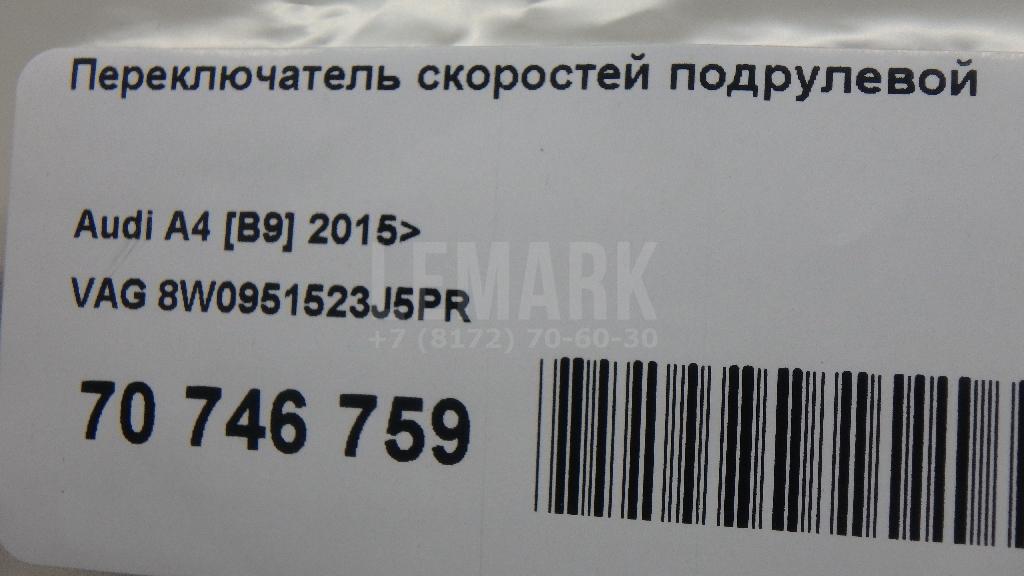 Переключатель скоростей подрулевой
Audi A4 [B9] 2015>
LEMARK
VAG 8W0951523J5PR
+7 (8172) 70-60-30
70 746 759